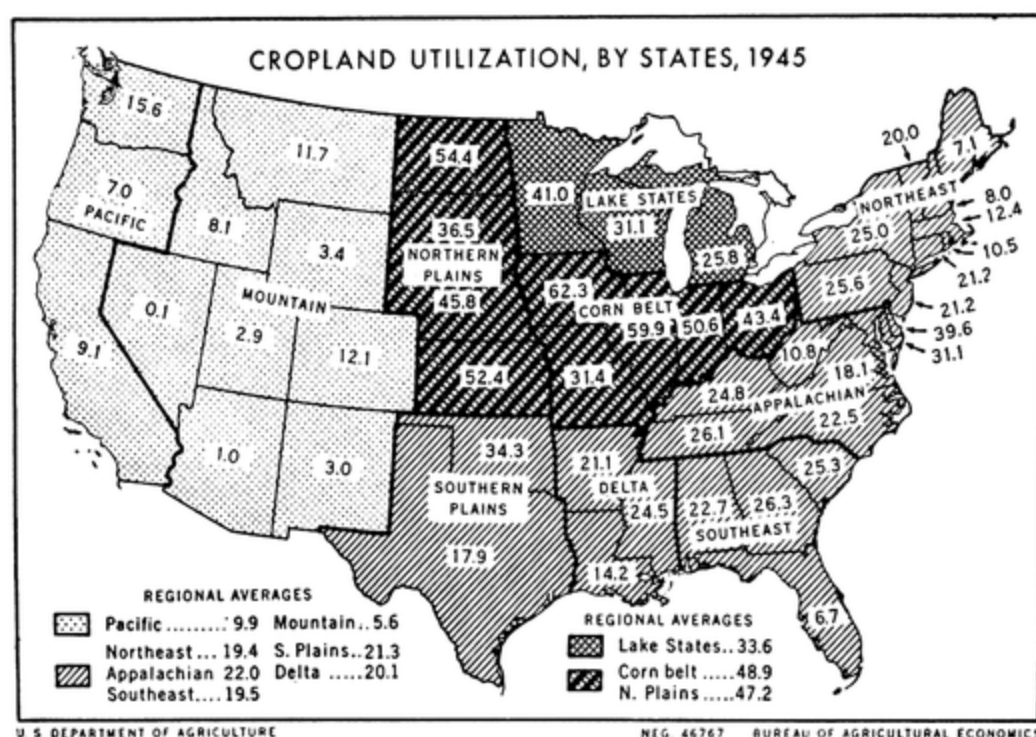 CROPLAND UTILIZATION, BY STATES, 1945
15.6
11.7
54.4
20.0
7.1
7.0
PACIFIC
8.1
3.4
36.5
NORTHERN
PLAINS
45.8
41.0
LAKE STATES
31.1
25.8
NORTHEAST
8.0
12.4
25.0
10.5
21.2
25.6
21.2
39.6
31.1
MOUNTAIN
0.1
2.9
12.1
9.1
62.3
CORN BELT
59.9
50.6
43.4
52.4
31.4
10.8
18.1
24.8
APPALACHIAN
22.5
26.1
1.0
3.0
34.3
SOUTHERN
PLAINS
17.9
21.1
DELTA
24.5
14.2
25.3
22.7
26.3
SOUTHEAST
6.7
REGIONAL AVERAGES
Pacific ......... 9.9 Mountain .. 5.6
Northeast ... 19.4 S. Plains .. 21.3
Appalachian 22.0 Delta ..... 20.1
Southeast .... 19.5
REGIONAL AVERAGES
Lake States .. 33.6
Corn belt ..... 48.9
N. Plains ..... 47.2
U. S. DEPARTMENT OF AGRICULTURE
NEG. 46767 BUREAU OF AGRICULTURAL ECONOMICS